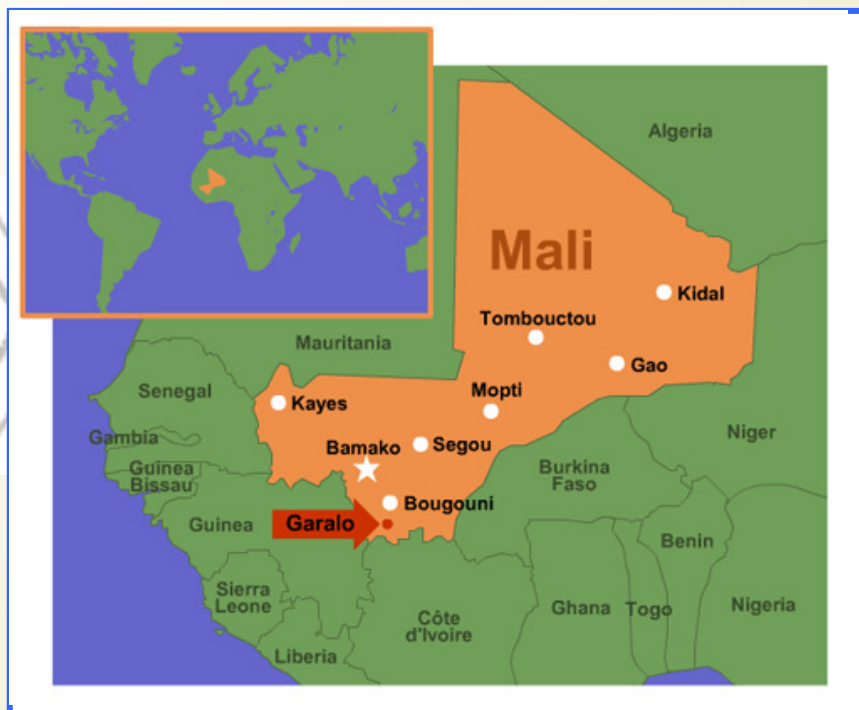 Algeria
Mali
Kidal
Tombouctou
Mauritania
Gao
Senegal
Kayes
Mopti
Gambia
Bamako
Segou
Niger
Guinea
Bissau
Burkina
Faso
Bougouni
Guinea
Garalo
Benin
Sierra
Leone
Côte
d'Ivoire
Ghana
Togo
Nigeria
Liberia